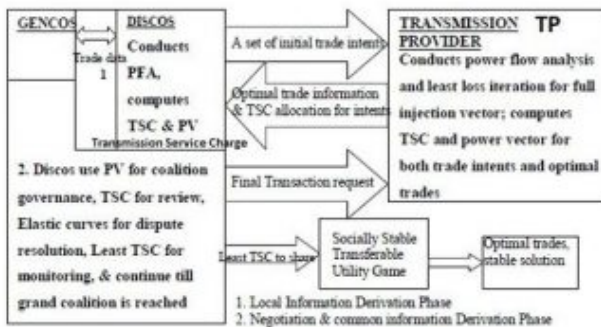 GENCOS
DISCOS
Conducts
PFA,
computes
TSC & PV
Trade data
1
Transmission Service Charge
2. Discos use PV for coalition
governance, TSC for review,
Elastic curves for dispute
resolution, Least TSC for
monitoring, & continue till
grand coalition is reached
A set of initial trade intents
Optimal trade information
& TSC allocation for intents
Final Transaction request
Least TSC to share
TRANSMISSION TP
PROVIDER
Conducts power flow analysis
and least loss iteration for full
injection vector; computes
TSC and power vector for
both trade intents and optimal
trades
Socially Stable
Transferable
Utility Game
Optimal trades,
stable solution
1. Local Information Derivation Phase
2. Negotiation & common information Derivation Phase